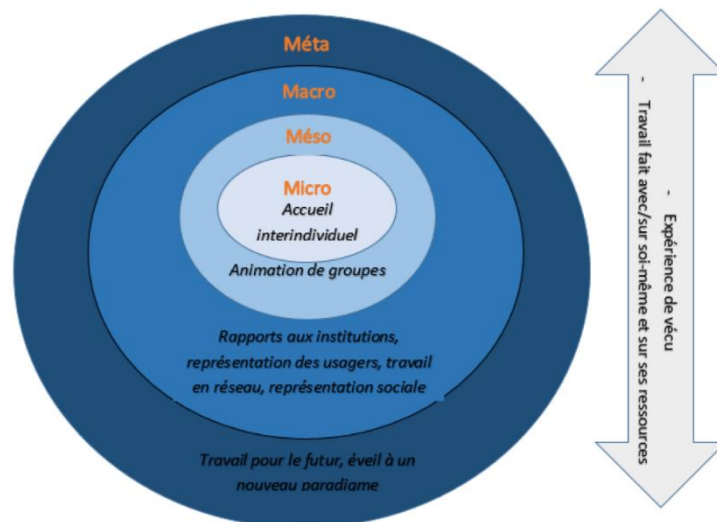 Méta
Macro
Méso
Micro
Accueil
interindividuel
Animation de groupes
Rapports aux institutions,
représentation des usagers, travail
en réseau, représentation sociale
Travail pour le futur, éveil à un
nouveau paradigme
- Expérience de vécu
- Travail fait avec/sur soi-même et sur ses ressources